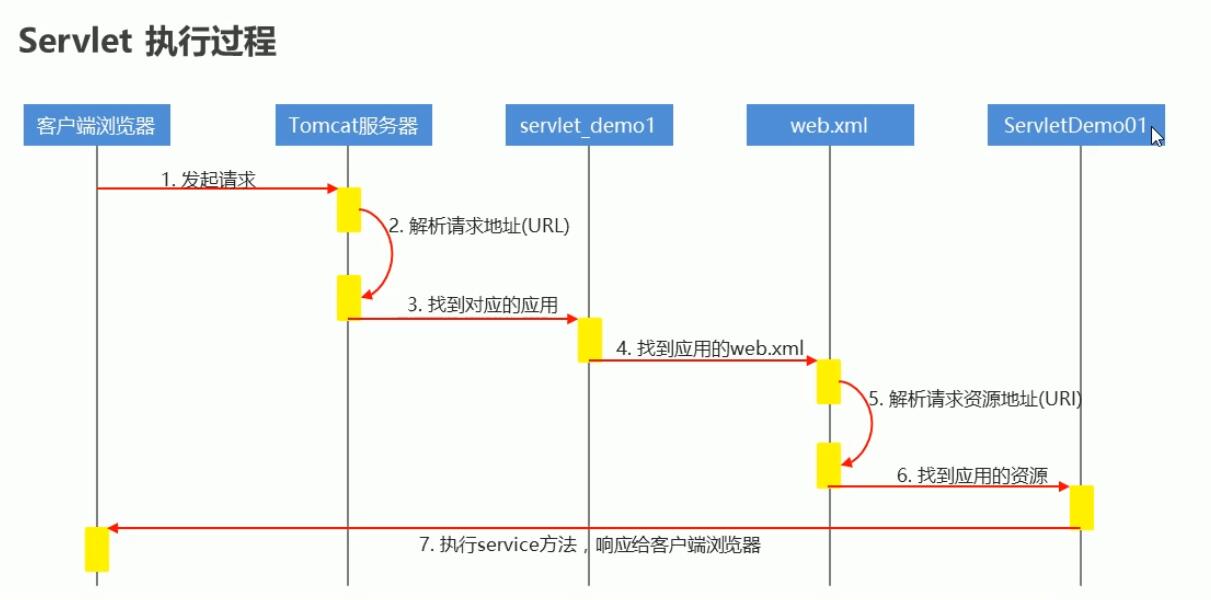 Servlet 执行过程
客户端浏览器
Tomcat服务器
servlet_demo1
web.xml
ServletDemo01
1. 发起请求
2. 解析请求地址(URL)
3. 找到对应的应用
4. 找到应用的web.xml
5. 解析请求资源地址(URI)
6. 找到应用的资源
7. 执行service方法，响应给客户端浏览器